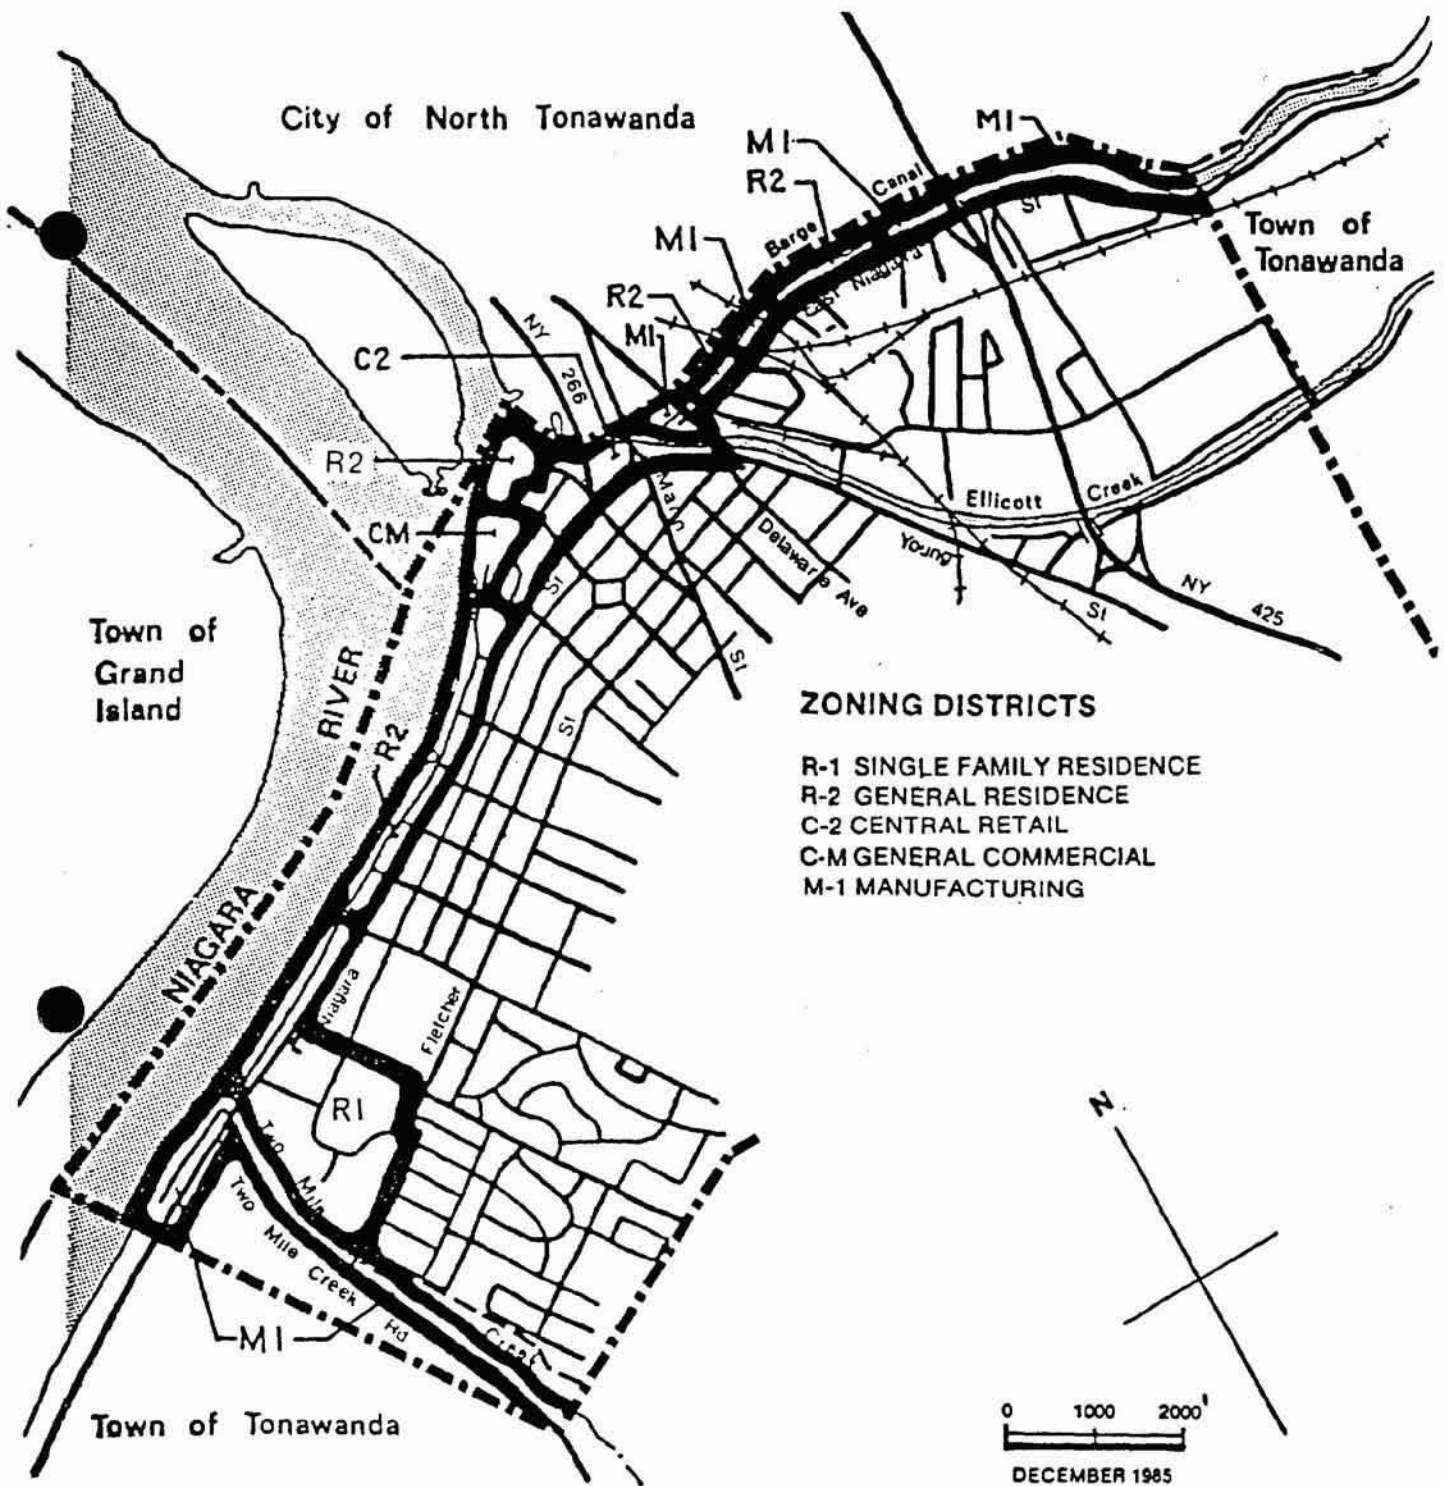 City of North Tonawanda
M1
M1
R2
Canal
Barge
M1
R2
M1
NY
266
C2
East Niagara
St
Town of
Tonawanda
R2
CM
Main
St
Delaware Ave
Ellicott Creek
Young
St
NY 425
St
Town of
Grand
Island
NIAGARA RIVER
R2
St
ZONING DISTRICTS
R-1 SINGLE FAMILY RESIDENCE
R-2 GENERAL RESIDENCE
C-2 CENTRAL RETAIL
C-M GENERAL COMMERCIAL
M-1 MANUFACTURING
Niagara
Fletcher
R1
Two Mile Creek
Two Mile Creek Rd
M1
Town of Tonawanda
N
0 1000 2000'
DECEMBER 1985